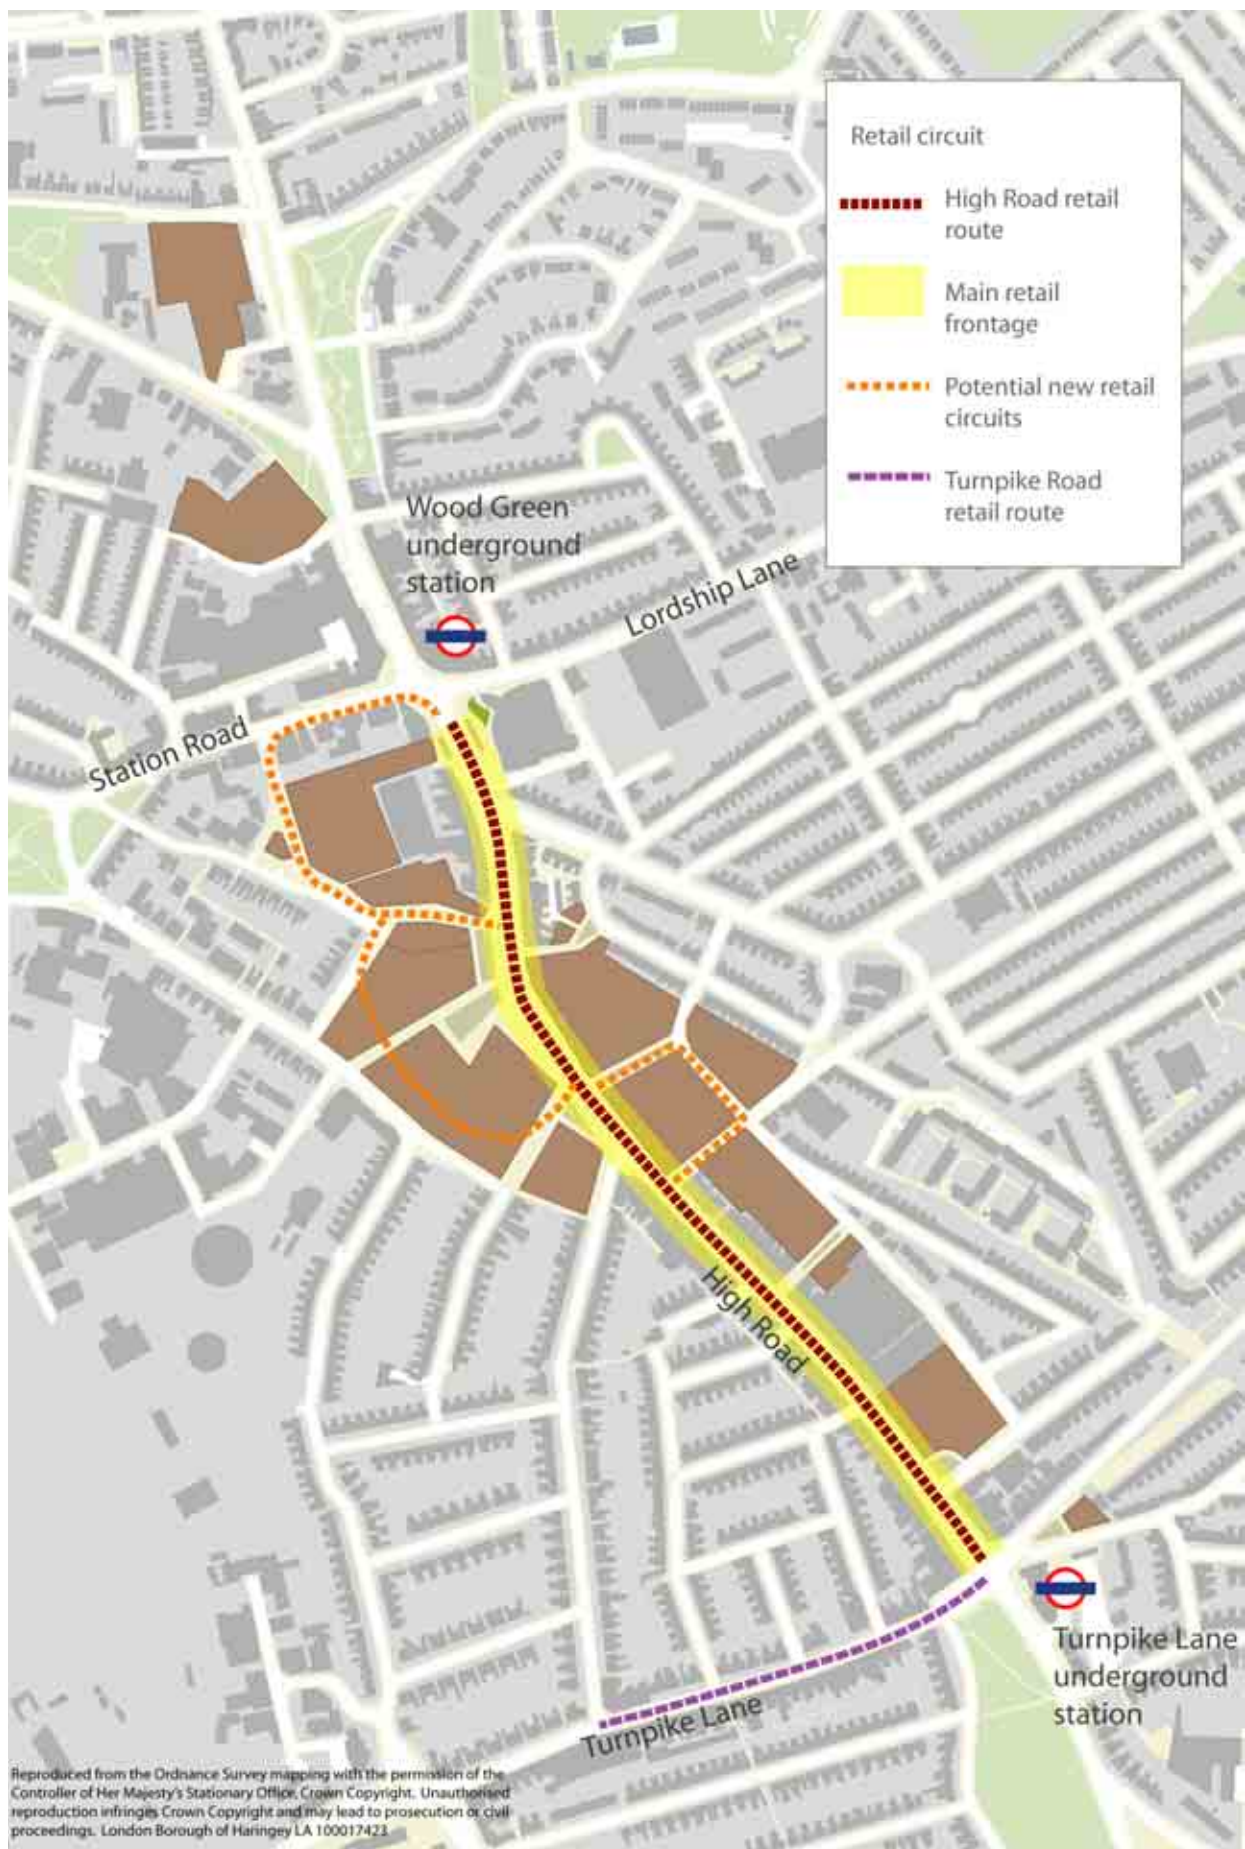 Retail circuit
High Road retail
route
Main retail
frontage
Potential new retail
circuits
Turnpike Road
retail route
Wood Green
underground
station
Lordship Lane
Station Road
High Road
Turnpike Lane
underground
station
Turnpike Lane
Reproduced from the Ordnance Survey mapping with the permission of the
Controller of Her Majesty's Stationary Office, Crown Copyright. Unauthorised
reproduction infringes Crown Copyright and may lead to prosecution or civil
proceedings. London Borough of Haringey LA 100017423